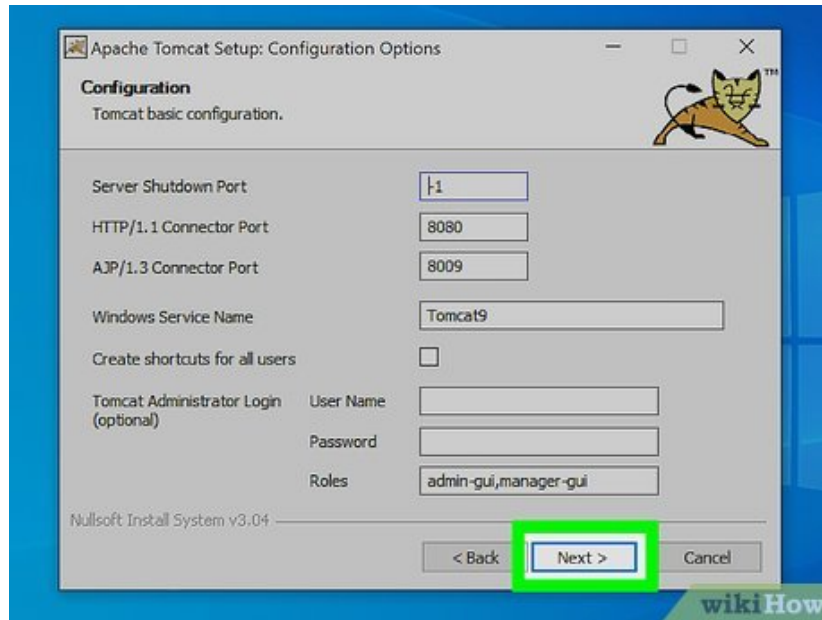 Apache Tomcat Setup: Configuration Options
Configuration
Tomcat basic configuration.
TM
Server Shutdown Port -1
HTTP/1.1 Connector Port 8080
AJP/1.3 Connector Port 8009
Windows Service Name Tomcat9
Create shortcuts for all users
Tomcat Administrator Login User Name
(optional)
Password
Roles admin-gui,manager-gui
Nullsoft Install System v3.04
< Back Next > Cancel
wikiHow